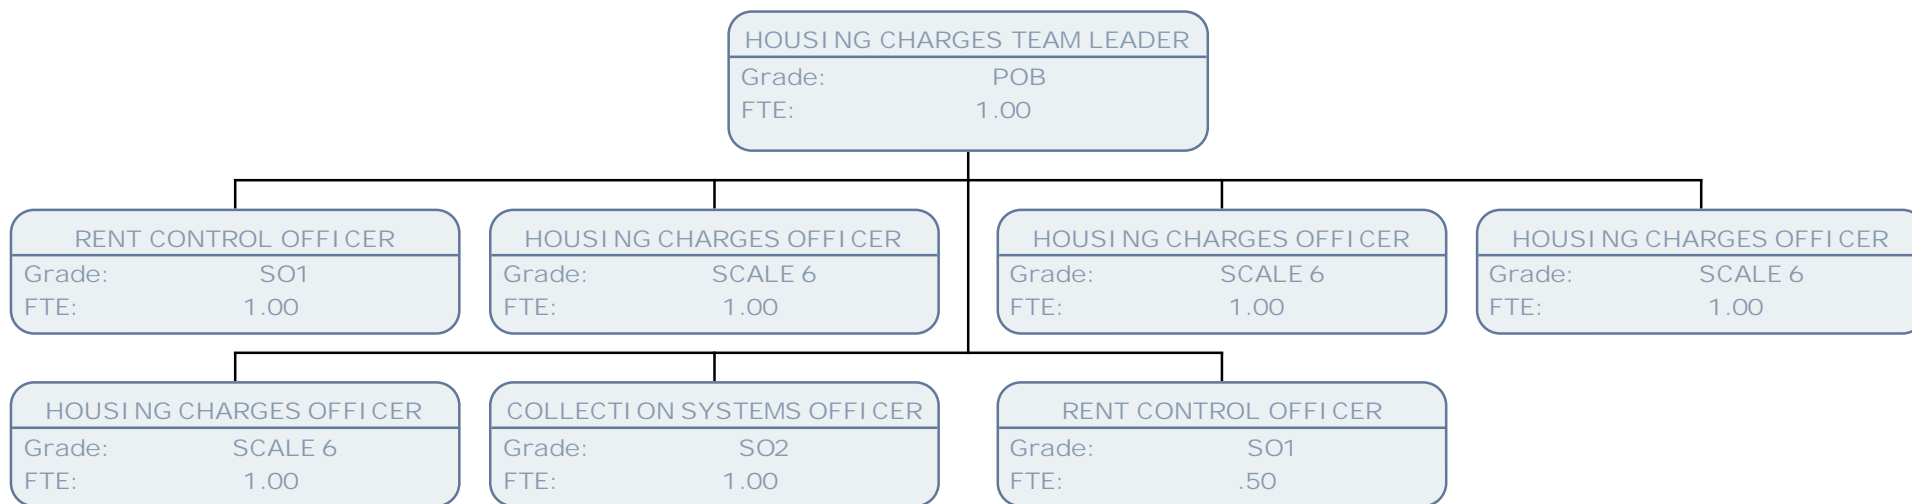 HOUSING CHARGES TEAM LEADER
Grade: POB
FTE: 1.00
RENT CONTROL OFFICER
Grade: SO1
FTE: 1.00
HOUSING CHARGES OFFICER
Grade: SCALE 6
FTE: 1.00
HOUSING CHARGES OFFICER
Grade: SCALE 6
FTE: 1.00
HOUSING CHARGES OFFICER
Grade: SCALE 6
FTE: 1.00
HOUSING CHARGES OFFICER
Grade: SCALE 6
FTE: 1.00
COLLECTION SYSTEMS OFFICER
Grade: SO2
FTE: 1.00
RENT CONTROL OFFICER
Grade: SO1
FTE: .50